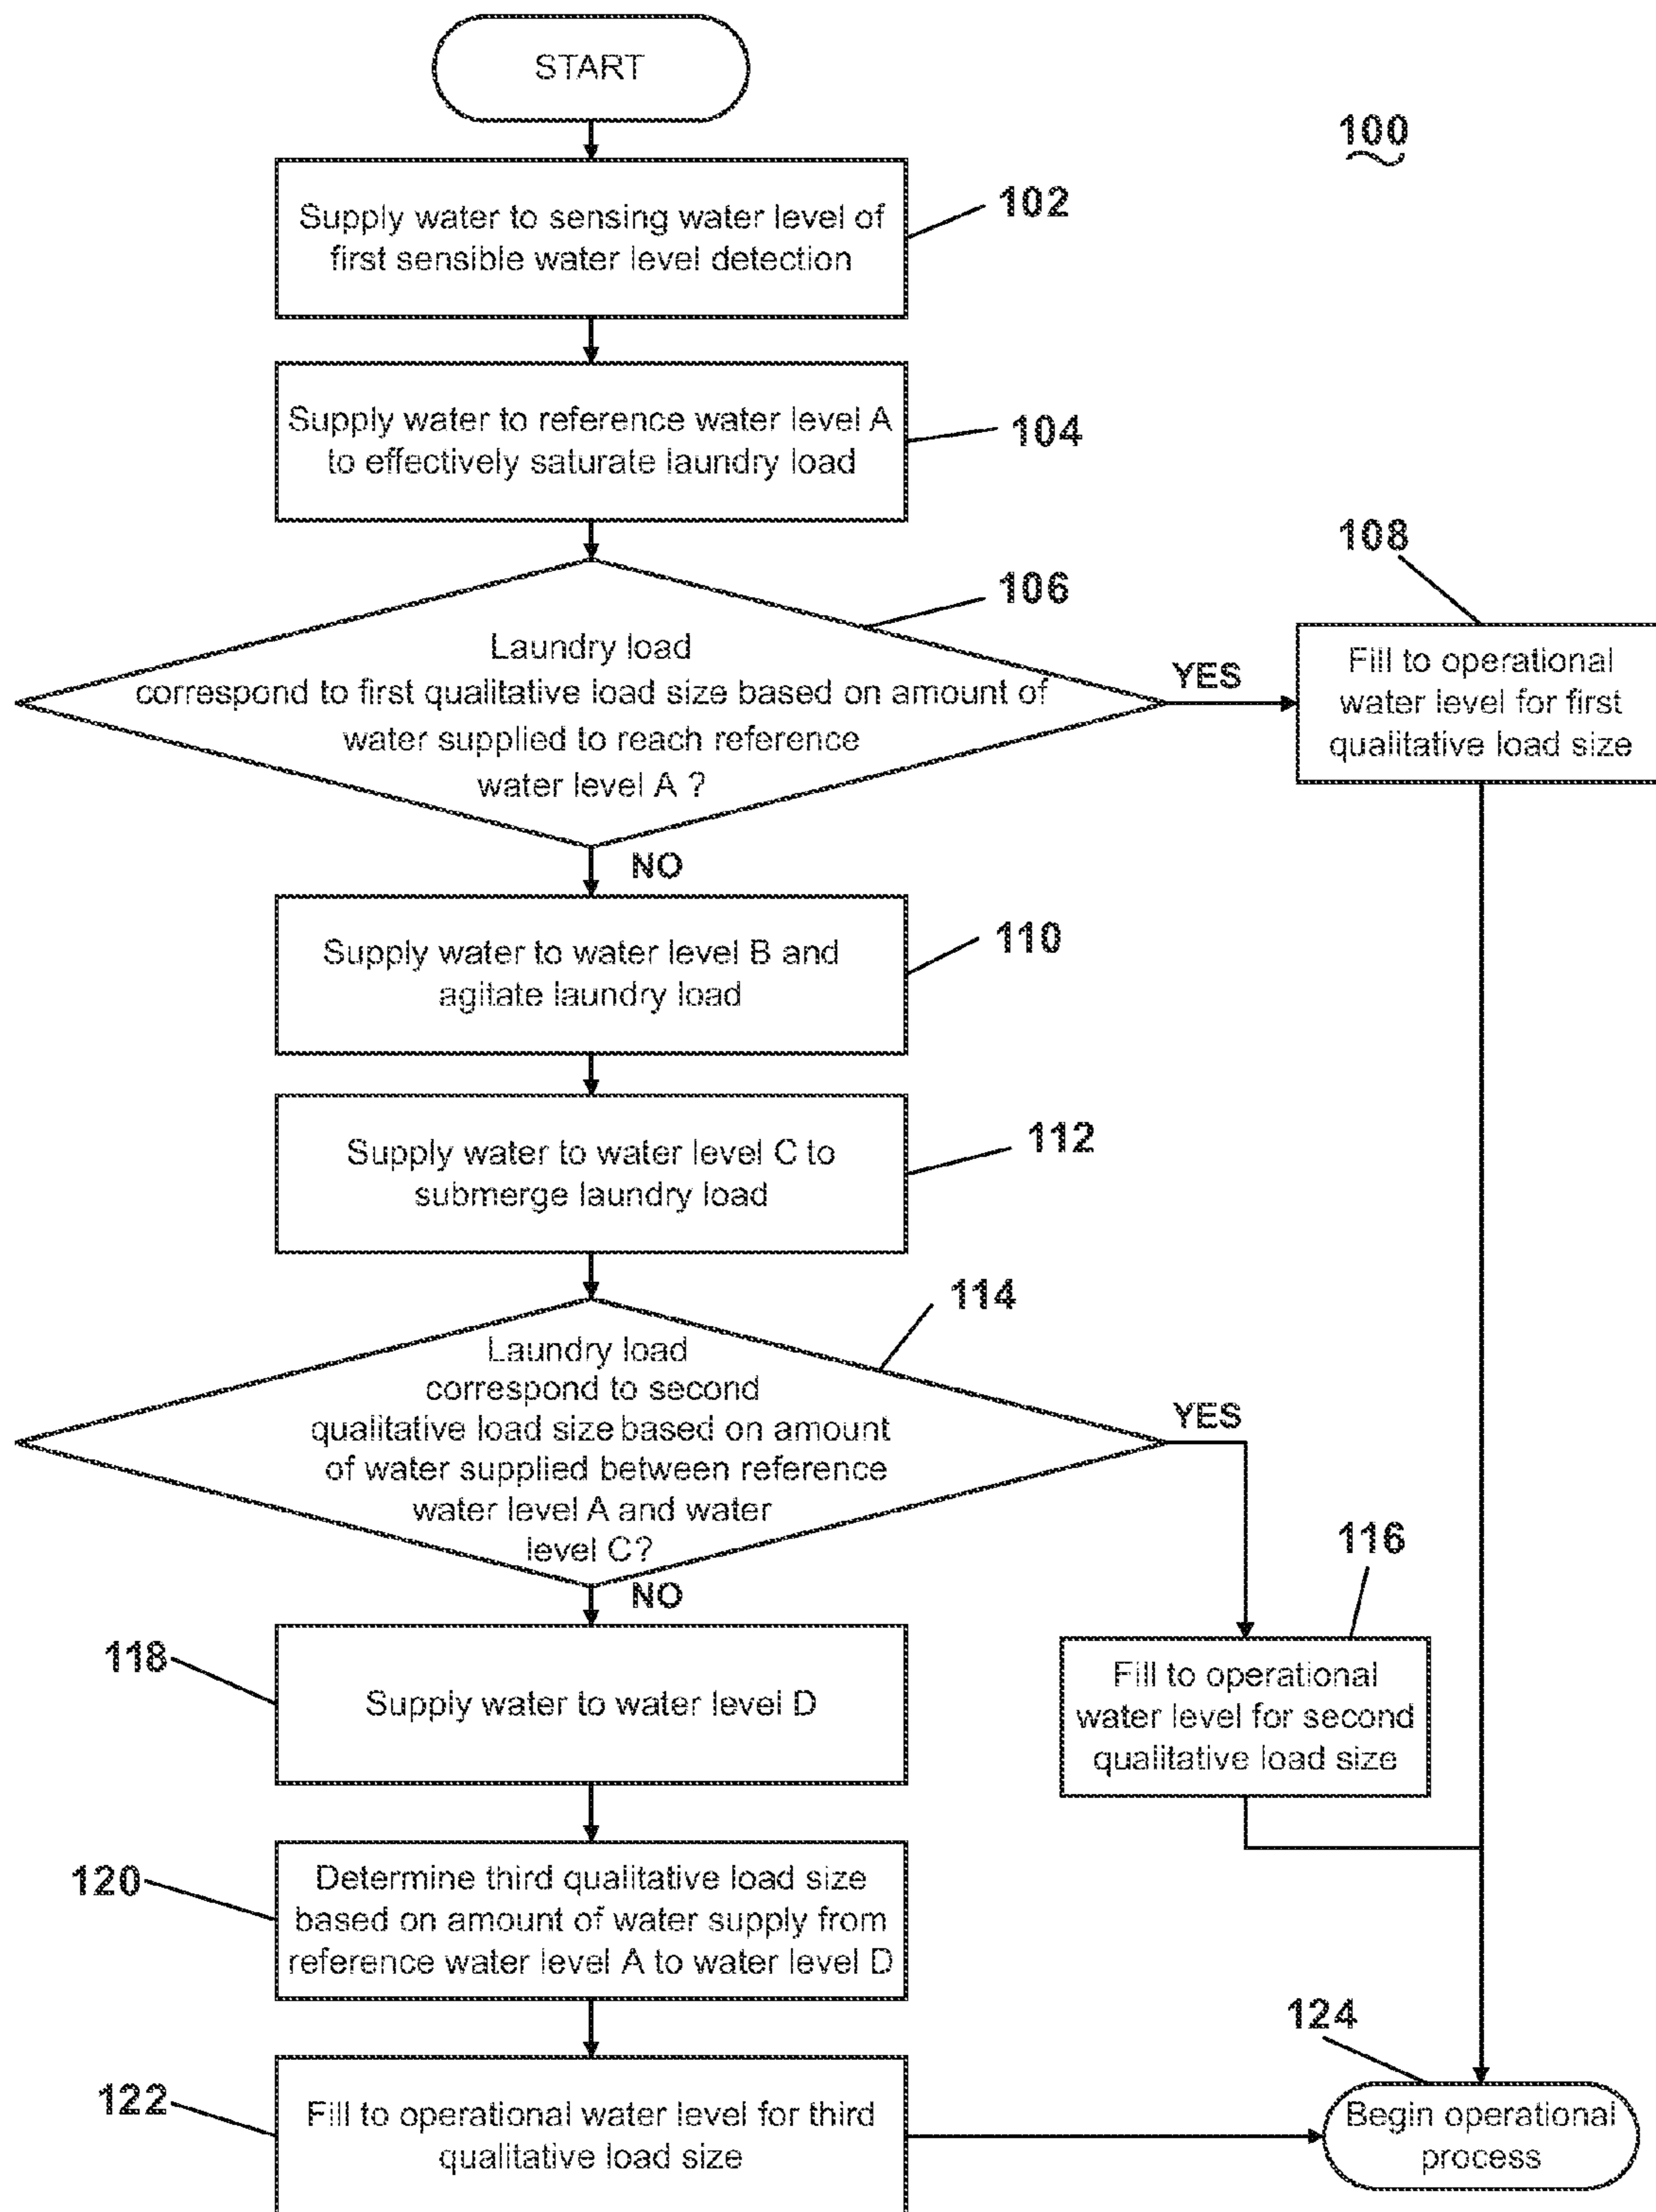 START
100
Supply water to sensing water level of
first sensible water level detection
102
Supply water to reference water level A
to effectively saturate laundry load
104
Laundry load
correspond to first qualitative load size based on amount of
water supplied to reach reference
water level A ?
106
YES
108
Fill to operational
water level for first
qualitative load size
NO
Supply water to water level B and
agitate laundry load
110
Supply water to water level C to
submerge laundry load
112
Laundry load
correspond to second
qualitative load size based on amount
of water supplied between reference
water level A and water
level C?
114
YES
116
Fill to operational
water level for second
qualitative load size
NO
118
Supply water to water level D
120
Determine third qualitative load size
based on amount of water supply from
reference water level A to water level D
122
Fill to operational water level for third
qualitative load size
124
Begin operational
process